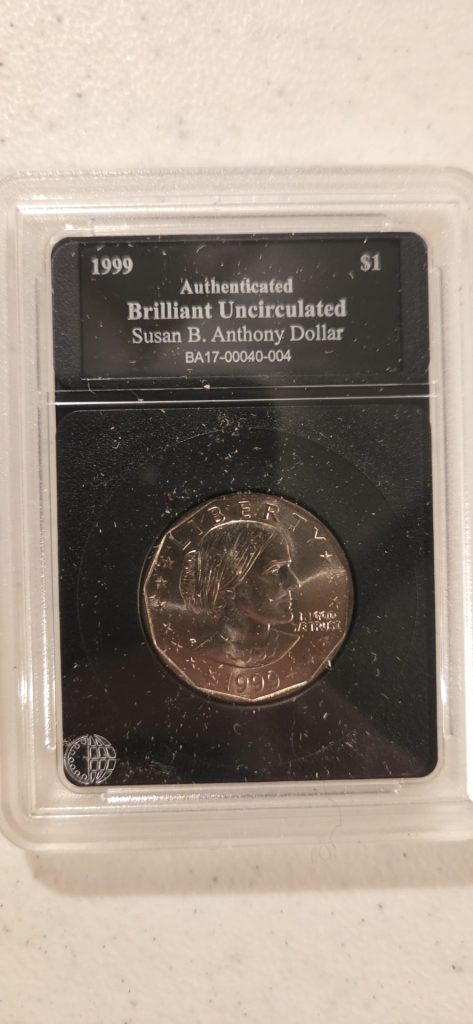 1999 $1
Authenticated
Brilliant Uncirculated
Susan B. Anthony Dollar
BA17-00040-004
LIBERTY
IN GOD
WE TRUST
P
1999